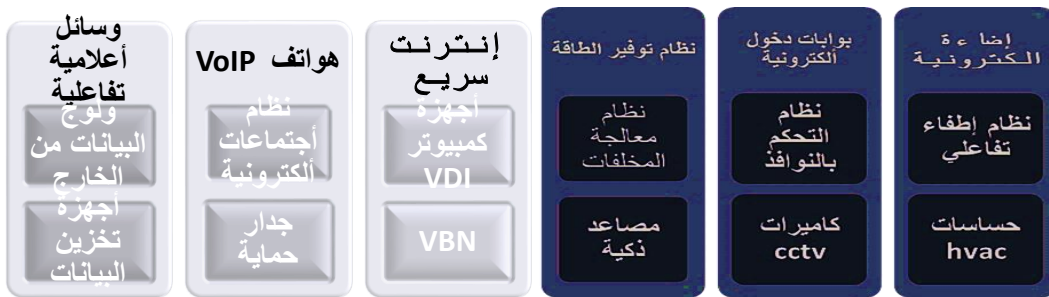 إضاءة
الكترونية
نظام إطفاء
تفاعلي
حساسات
hvac
بوابات دخول
ألكترونية
نظام
التحكم
بالنوافذ
كاميرات
cctv
نظام توفير الطاقة
نظام
معالجة
المخلفات
مصاعد
ذكية
إنترنت
سريع
أجهزة
كمبيوتر
VDI
VBN
هواتف VoIP
نظام
أجتماعات
ألكترونية
جدار
حماية
وسائل
أعلامية
تفاعلية
ولوج
البيانات من
الخارج
أجهزة
تخزين
البيانات